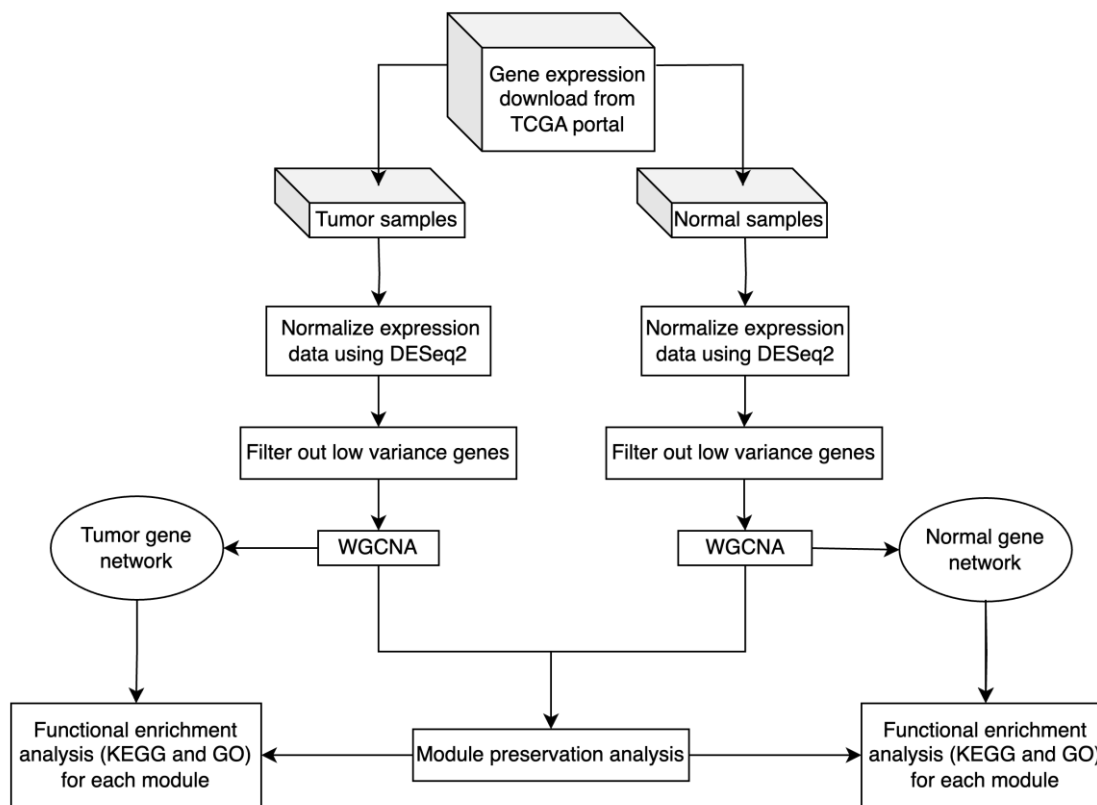 Gene expression
download from
TCGA portal
Tumor samples
Normal samples
Normalize expression
data using DESeq2
Normalize expression
data using DESeq2
Filter out low variance genes
Filter out low variance genes
Tumor gene
network
WGCNA
WGCNA
Normal gene
network
Functional enrichment
analysis (KEGG and GO)
for each module
Module preservation analysis
Functional enrichment
analysis (KEGG and GO)
for each module